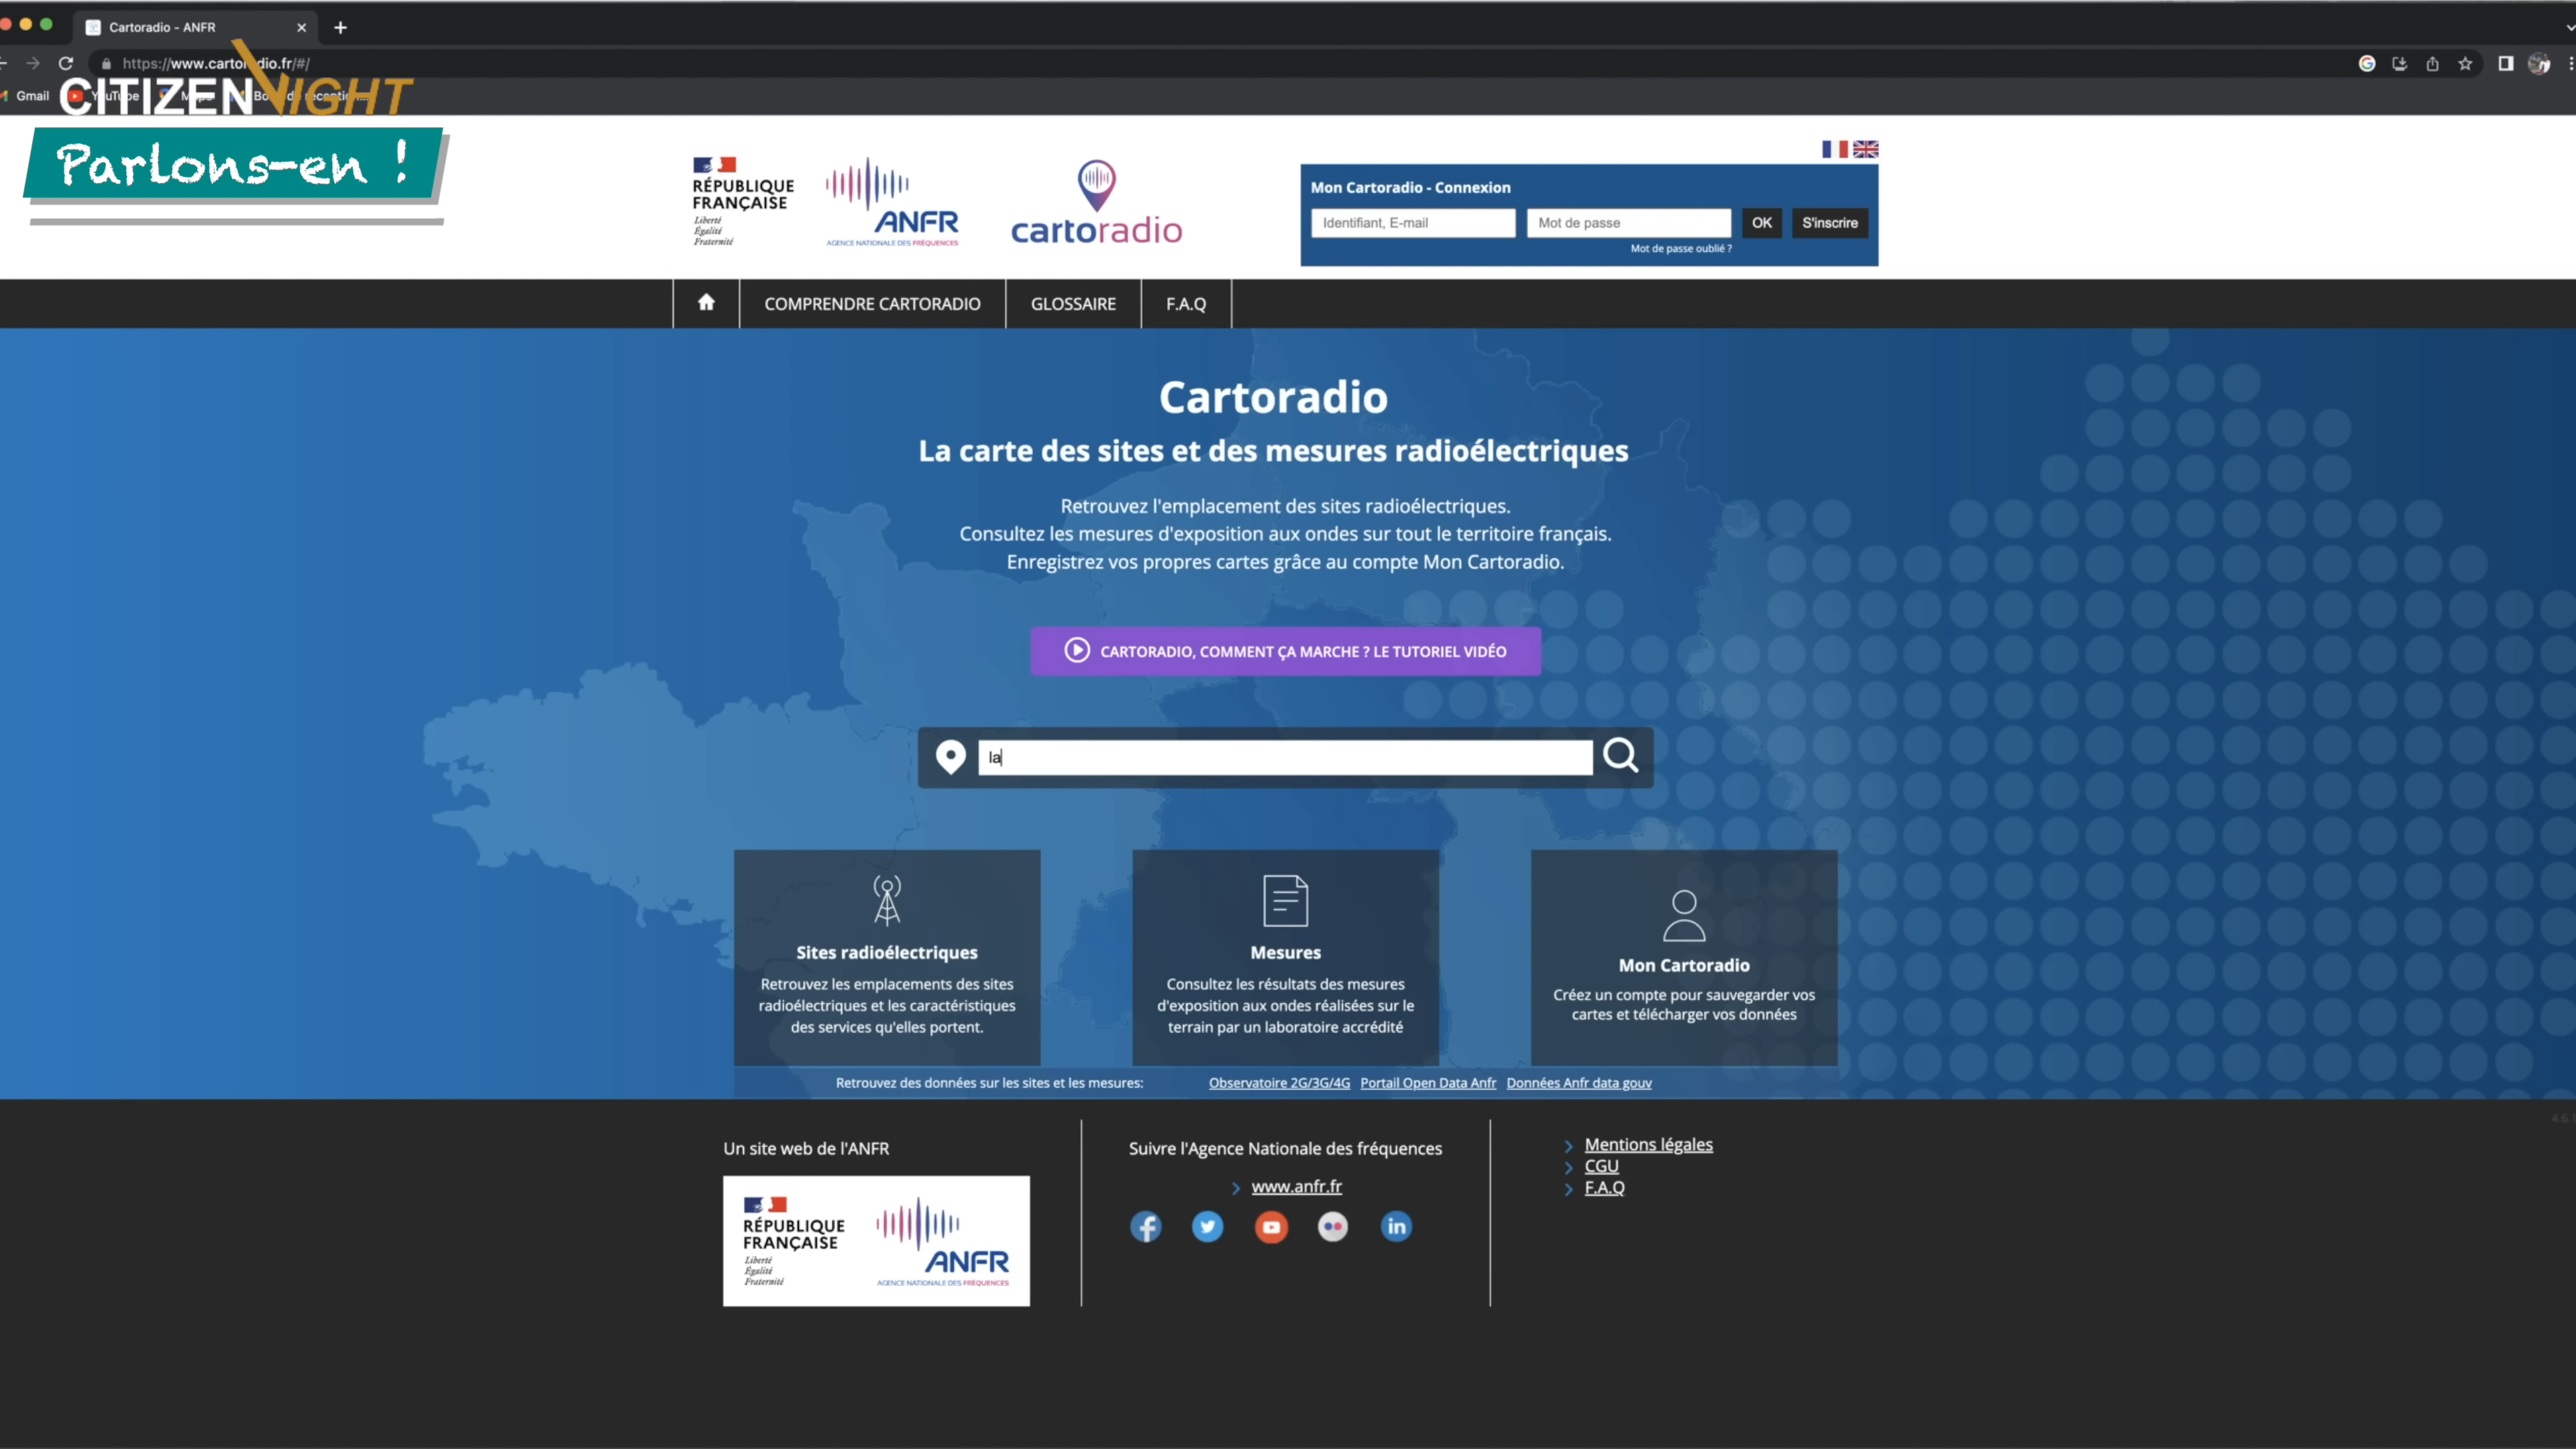 Cartoradio - ANFR
https://www.cartoradio.fr/#/
Gmail
YouTube
CITIZEN NIGHT
Parlons-en !
RÉPUBLIQUE
FRANÇAISE
Liberté
Égalité
Fraternité
ANFR
AGENCE NATIONALE DES FRÉQUENCES
cartoradio
Mon Cartoradio - Connexion
Identifiant, E-mail
Mot de passe
OK
S'inscrire
Mot de passe oublié ?
COMPRENDRE CARTORADIO
GLOSSAIRE
F.A.Q
Cartoradio
La carte des sites et des mesures radioélectriques
Retrouvez l'emplacement des sites radioélectriques.
Consultez les mesures d'exposition aux ondes sur tout le territoire français.
Enregistrez vos propres cartes grâce au compte Mon Cartoradio.
CARTORADIO, COMMENT ÇA MARCHE ? LE TUTORIEL VIDÉO
la
Sites radioélectriques
Retrouvez les emplacements des sites
radioélectriques et les caractéristiques
des services qu'elles portent.
Mesures
Consultez les résultats des mesures
d'exposition aux ondes réalisées sur le
terrain par un laboratoire accrédité
Mon Cartoradio
Créez un compte pour sauvegarder vos
cartes et télécharger vos données
Retrouvez des données sur les sites et les mesures: Observatoire 2G/3G/4G Portail Open Data Anfr Données Anfr data gouv
Un site web de l'ANFR
RÉPUBLIQUE
FRANÇAISE
Liberté
Égalité
Fraternité
ANFR
AGENCE NATIONALE DES FRÉQUENCES
Suivre l'Agence Nationale des fréquences
www.anfr.fr
Mentions légales
CGU
F.A.Q